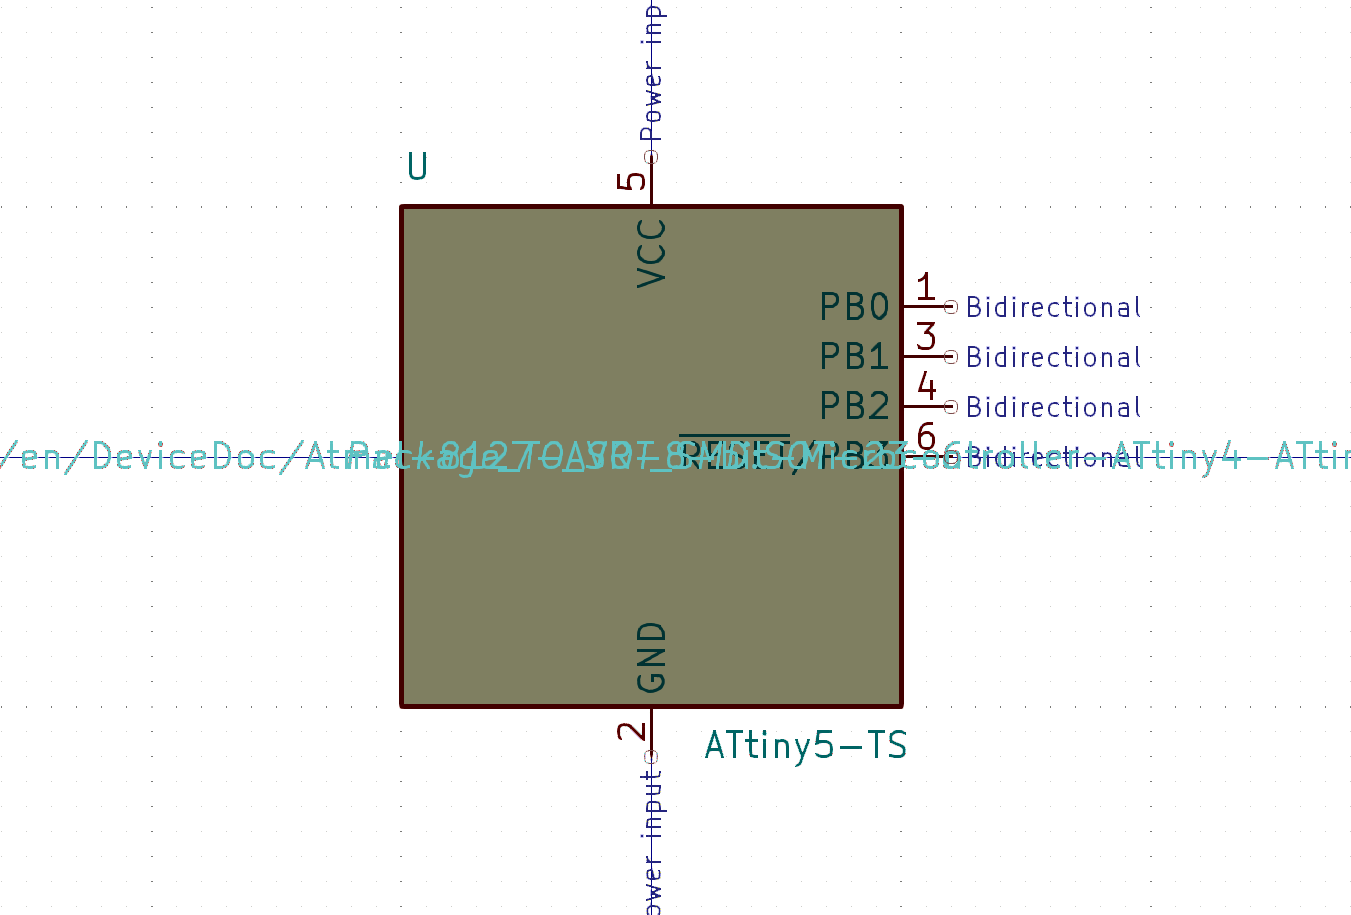 Power inp
U
5
VCC
PB0 1 Bidirectional
PB1 3 Bidirectional
PB2 4 Bidirectional
RESET/PB3 6 Bidirectional
/en/DeviceDoc/Atmel-8127-AVR-8-bit-Microcontroller-ATtiny4-ATtin
Package_TO_SOT_SMD:SOT-23-6
GND
2
ATtiny5-TS
ower input